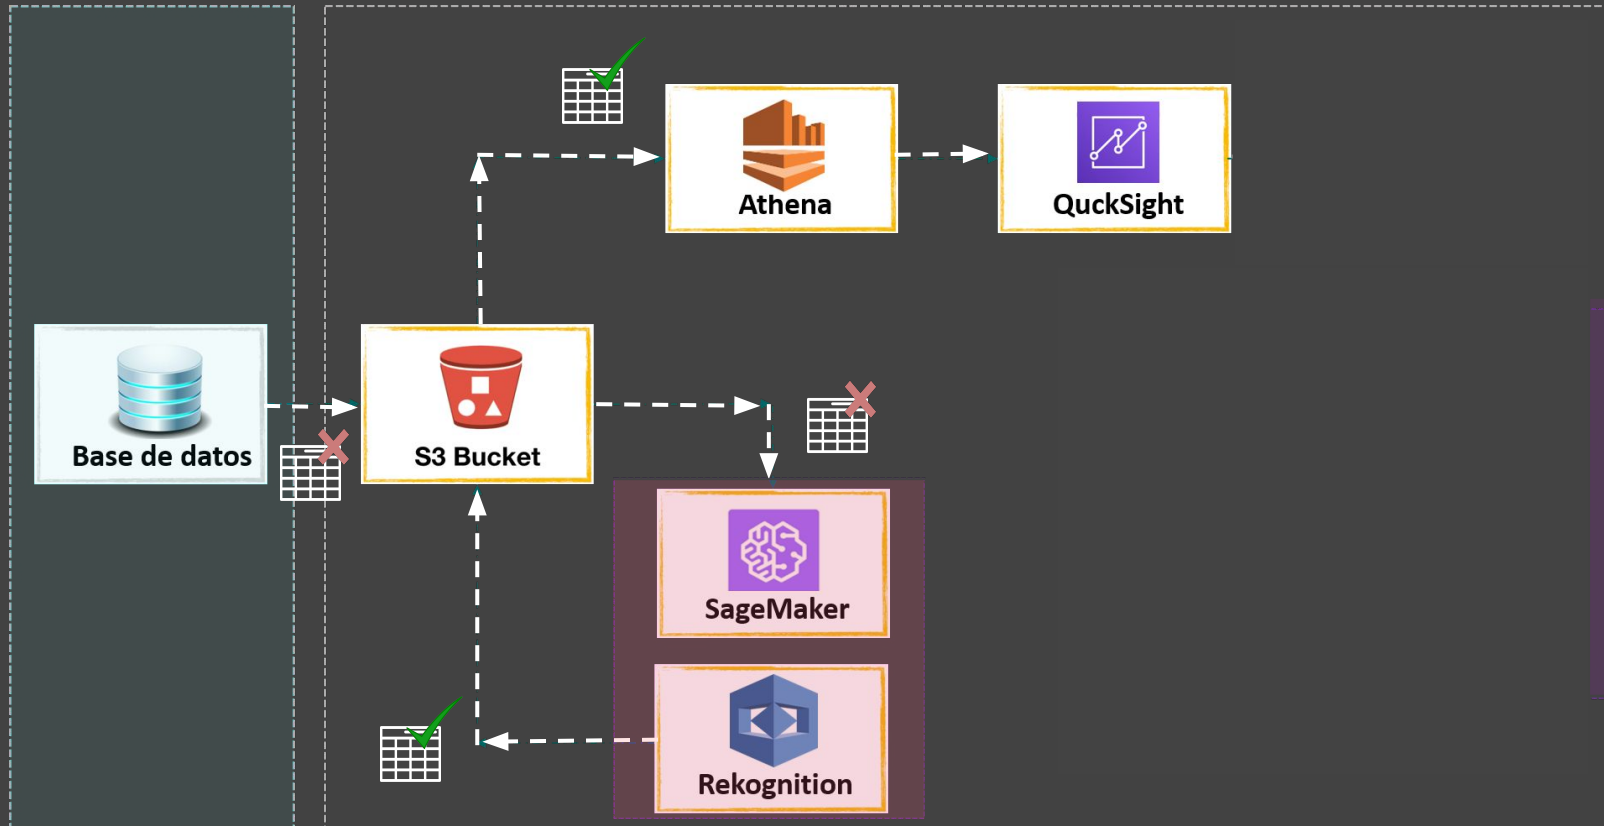 Athena
QuckSight
Base de datos
S3 Bucket
SageMaker
Rekognition